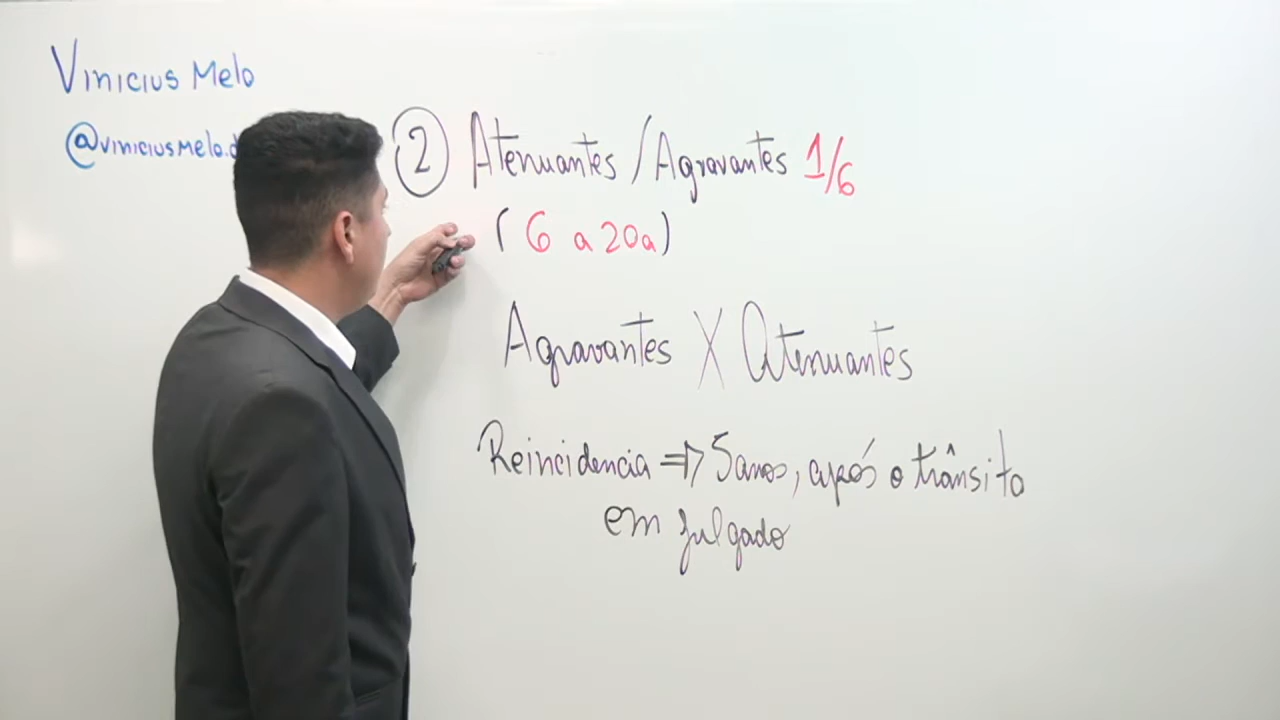 Vinicius Melo
@viniciusmelo.d
2 Atenuantes / Agravantes 1/6
(6 a 20a)
Agravantes X Atenuantes
Reincidencia => 5 anos, após o trânsito
em julgado